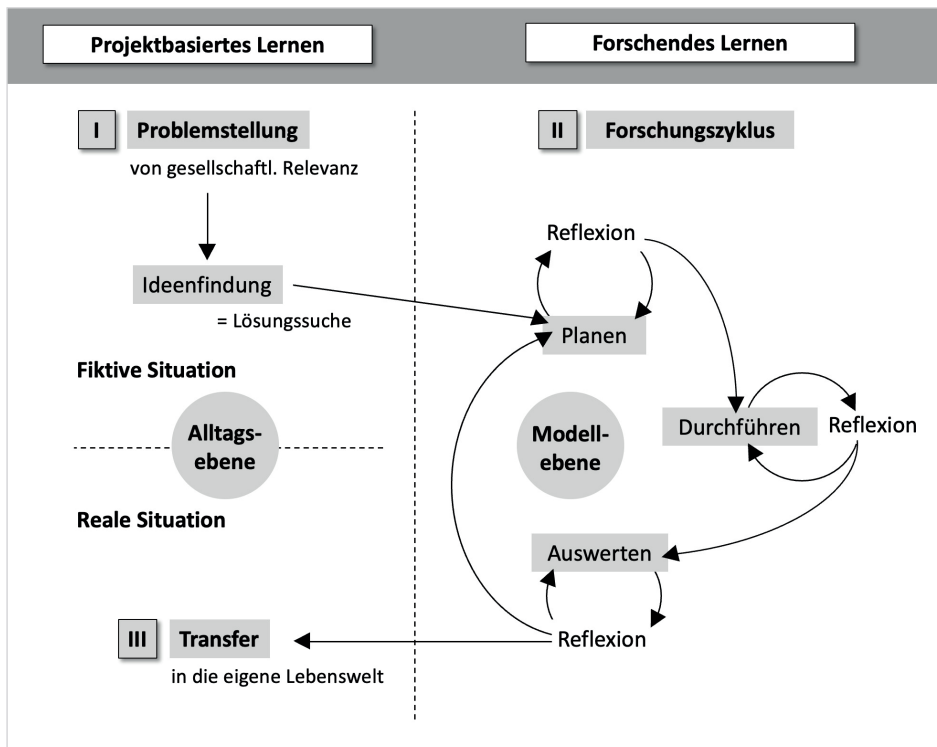 Projektbasiertes Lernen
Forschendes Lernen
I
Problemstellung
von gesellschaftl. Relevanz
Ideenfindung
= Lösungssuche
Fiktive Situation
Alltags-
ebene
Reale Situation
III
Transfer
in die eigene Lebenswelt
II
Forschungszyklus
Reflexion
Planen
Durchführen
Reflexion
Modell-
ebene
Auswerten
Reflexion